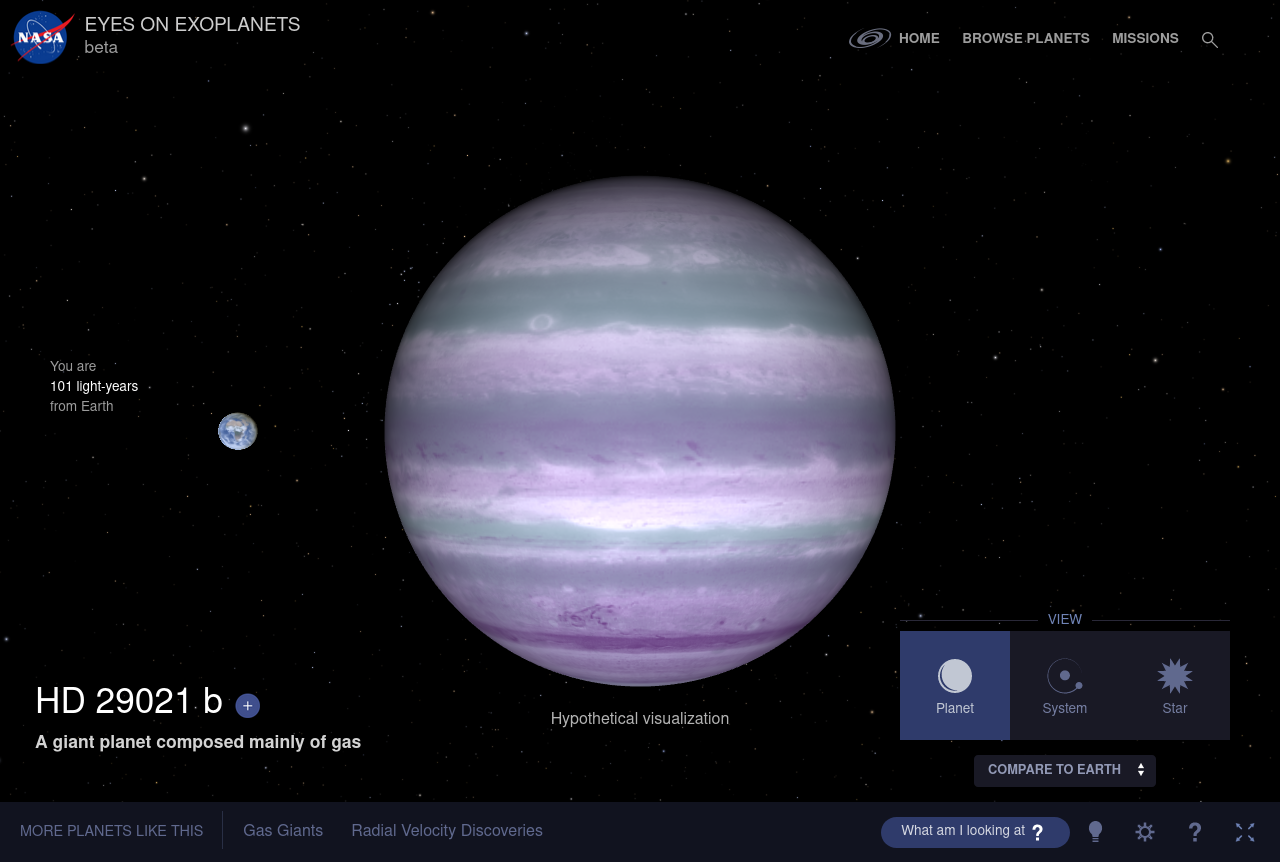 NASA
EYES ON EXOPLANETS
beta
HOME
BROWSE PLANETS
MISSIONS
You are
101 light-years
from Earth
VIEW
Planet
System
Star
HD 29021 b +
A giant planet composed mainly of gas
Hypothetical visualization
COMPARE TO EARTH
MORE PLANETS LIKE THIS
Gas Giants
Radial Velocity Discoveries
What am I looking at ?
?